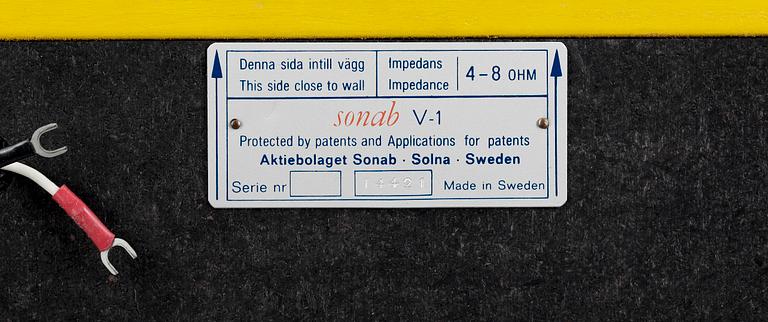 Denna sida intill vägg
This side close to wall
Impedans
Impedance
4-8 OHM
sonab V-1
Protected by patents and Applications for patents
Aktiebolaget Sonab · Solna · Sweden
Serie nr
Made in Sweden